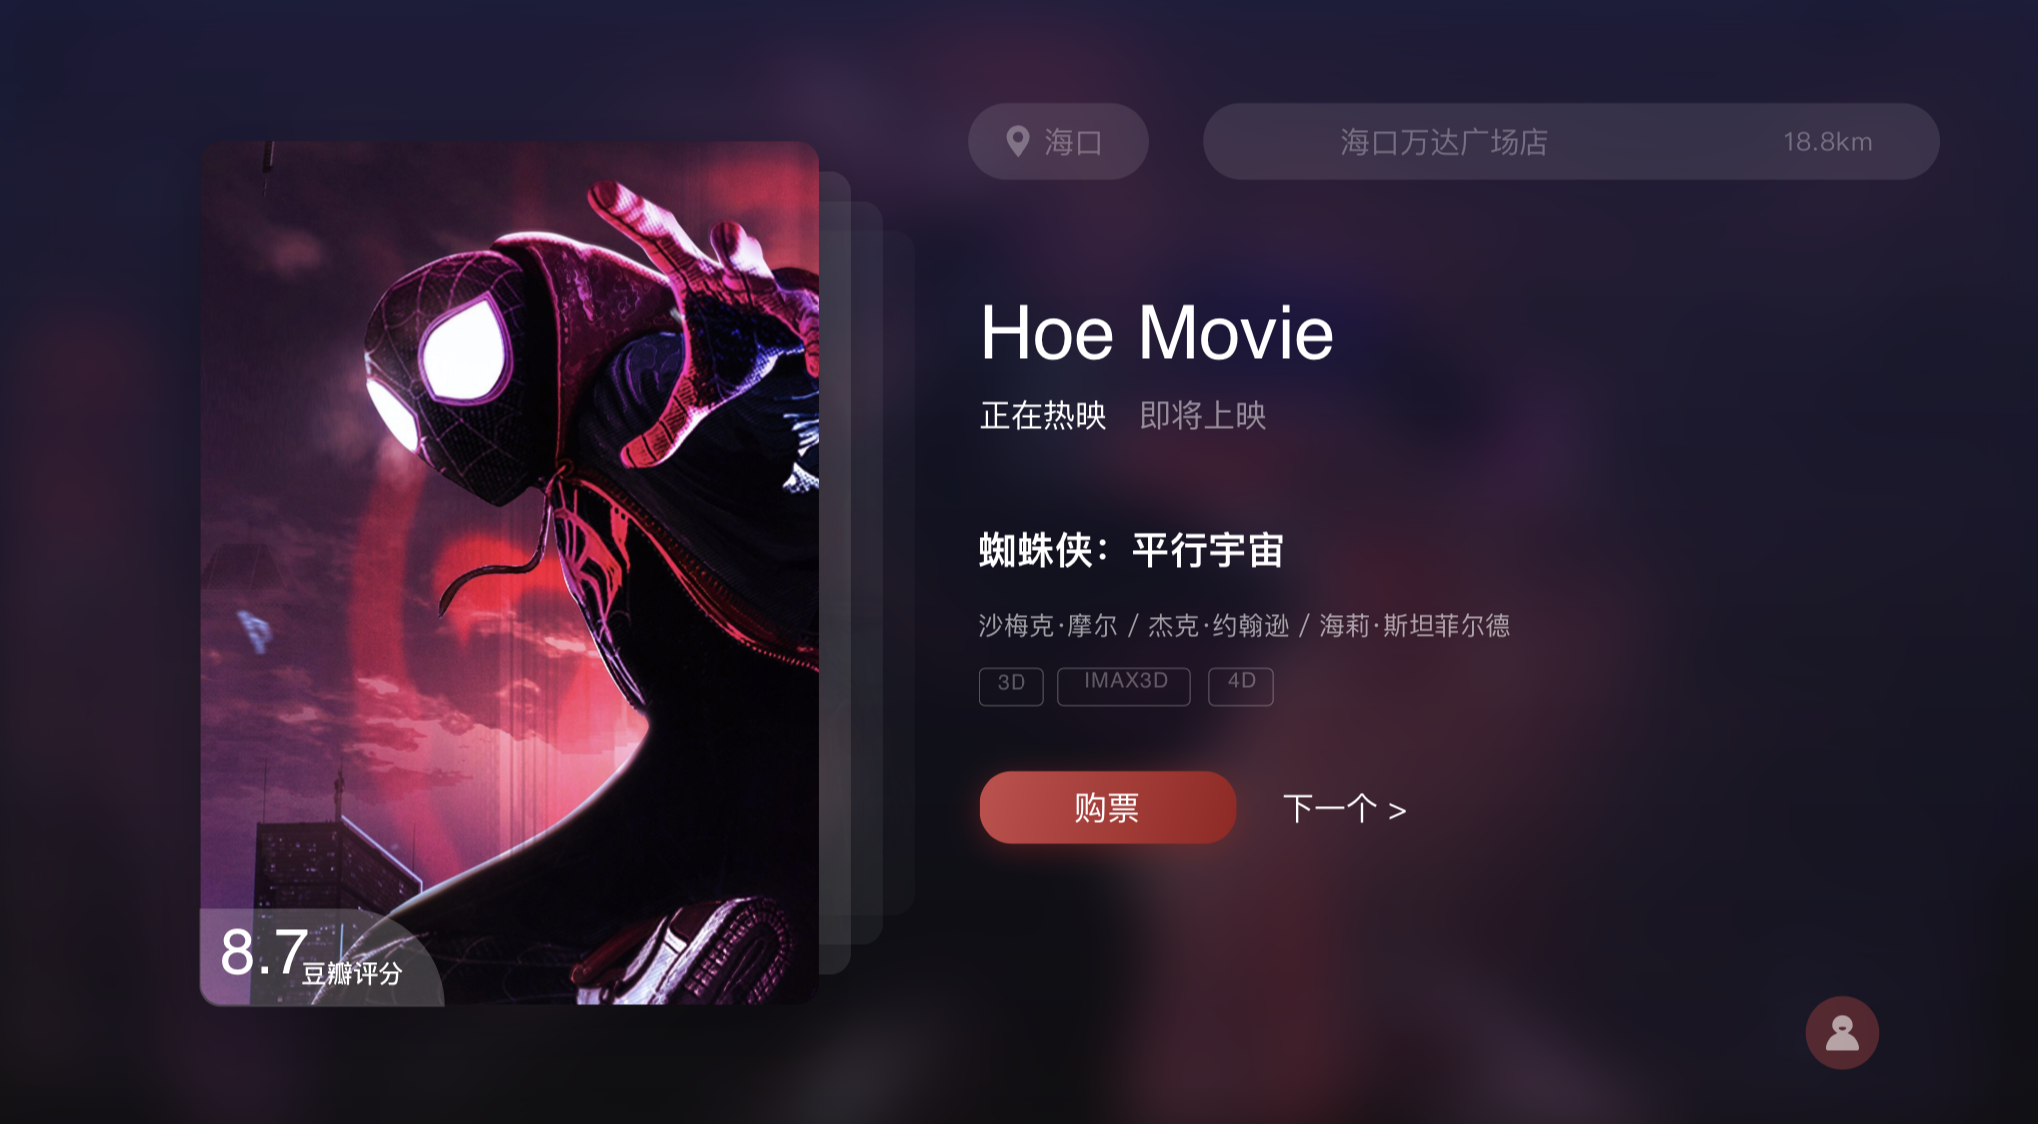 海口
海口万达广场店 18.8km
Hoe Movie
正在热映 即将上映
蜘蛛侠：平行宇宙
沙梅克·摩尔 / 杰克·约翰逊 / 海莉·斯坦菲尔德
3D IMAX3D 4D
购票 下一个 >
8.7豆瓣评分